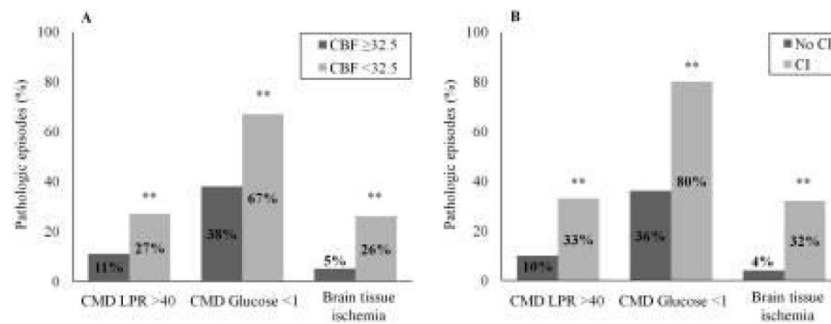 A
CBF ≥32.5
CBF <32.5
Pathologic episodes (%)
100
80
60
40
20
0
**
**
**
11%
27%
38%
67%
5%
26%
CMD LPR >40
CMD Glucose <1
Brain tissue
ischemia
B
No CI
CI
Pathologic episodes (%)
100
80
60
40
20
0
**
**
**
10%
33%
36%
80%
4%
32%
CMD LPR >40
CMD Glucose <1
Brain tissue
ischemia